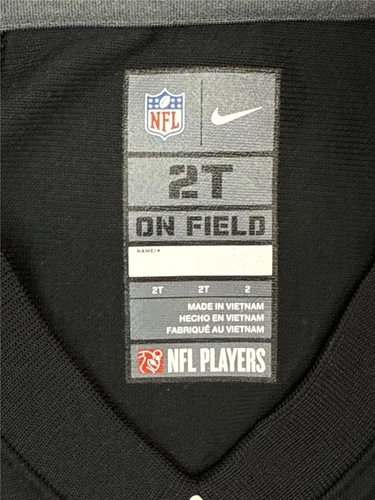 NFL
2T
ON FIELD
NAME/#
2T 2T 2
MADE IN VIETNAM
HECHO EN VIETNAM
FABRIQUÉ AU VIETNAM
NFL PLAYERS